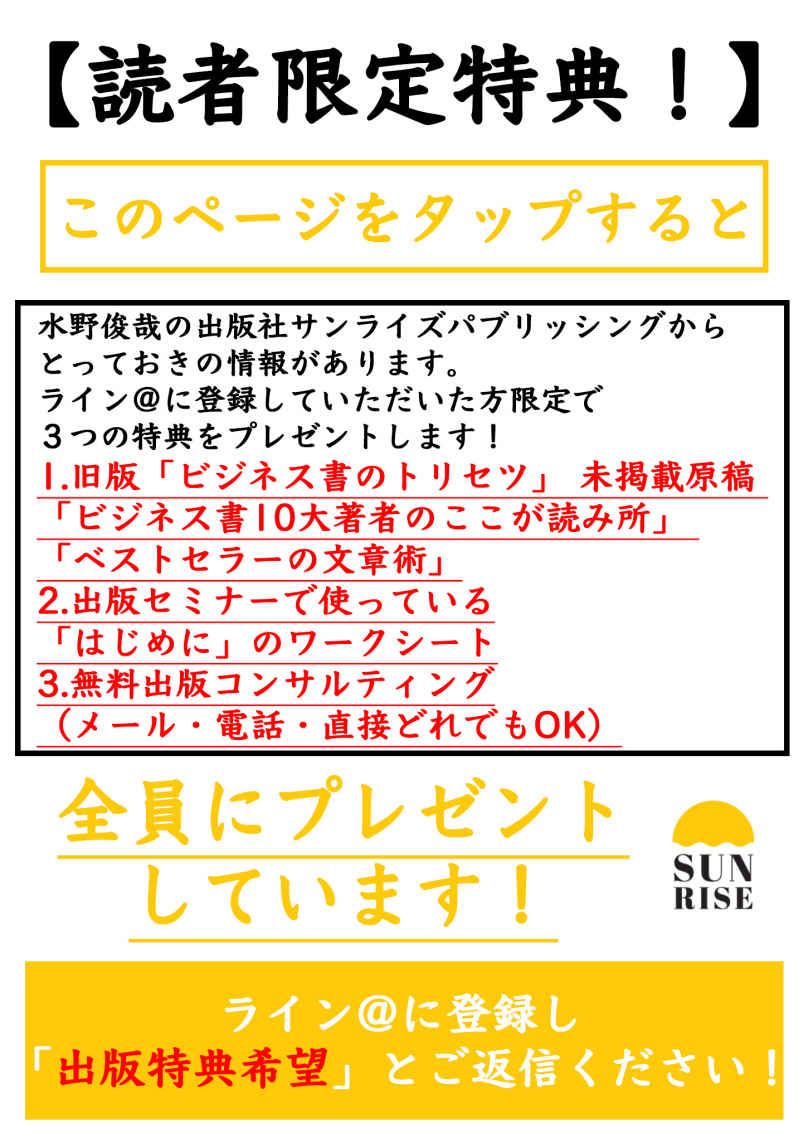 【読者限定特典！】
このページをタップすると
水野俊哉の出版社サンライズパブリッシングから
とっておきの情報があります。
ライン＠に登録していただいた方限定で
３つの特典をプレゼントします！
1.旧版「ビジネス書のトリセツ」 未掲載原稿
「ビジネス書10大著者のここが読み所」
「ベストセラーの文章術」
2.出版セミナーで使っている
「はじめに」のワークシート
3.無料出版コンサルティング
（メール・電話・直接どれでもOK）
全員にプレゼント
しています！
SUN
RISE
ライン＠に登録し
「出版特典希望」とご返信ください！